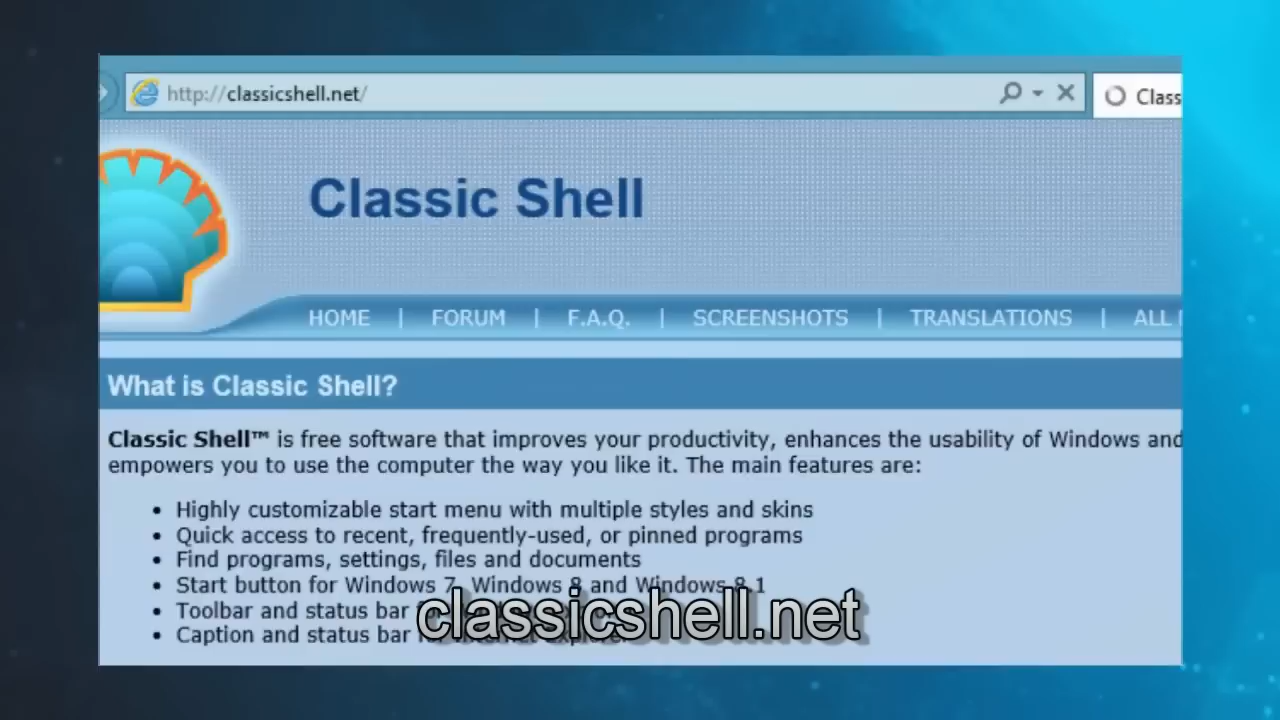 http://classicshell.net/
Class
Classic Shell
HOME | FORUM | F.A.Q. | SCREENSHOTS | TRANSLATIONS | ALL
What is Classic Shell?
Classic Shell™ is free software that improves your productivity, enhances the usability of Windows and
empowers you to use the computer the way you like it. The main features are:
• Highly customizable start menu with multiple styles and skins
• Quick access to recent, frequently-used, or pinned programs
• Find programs, settings, files and documents
• Start button for Windows 7, Windows 8 and Windows 8.1
• Toolbar and status bar
• Caption and status bar for Internet Explorer
classicshell.net